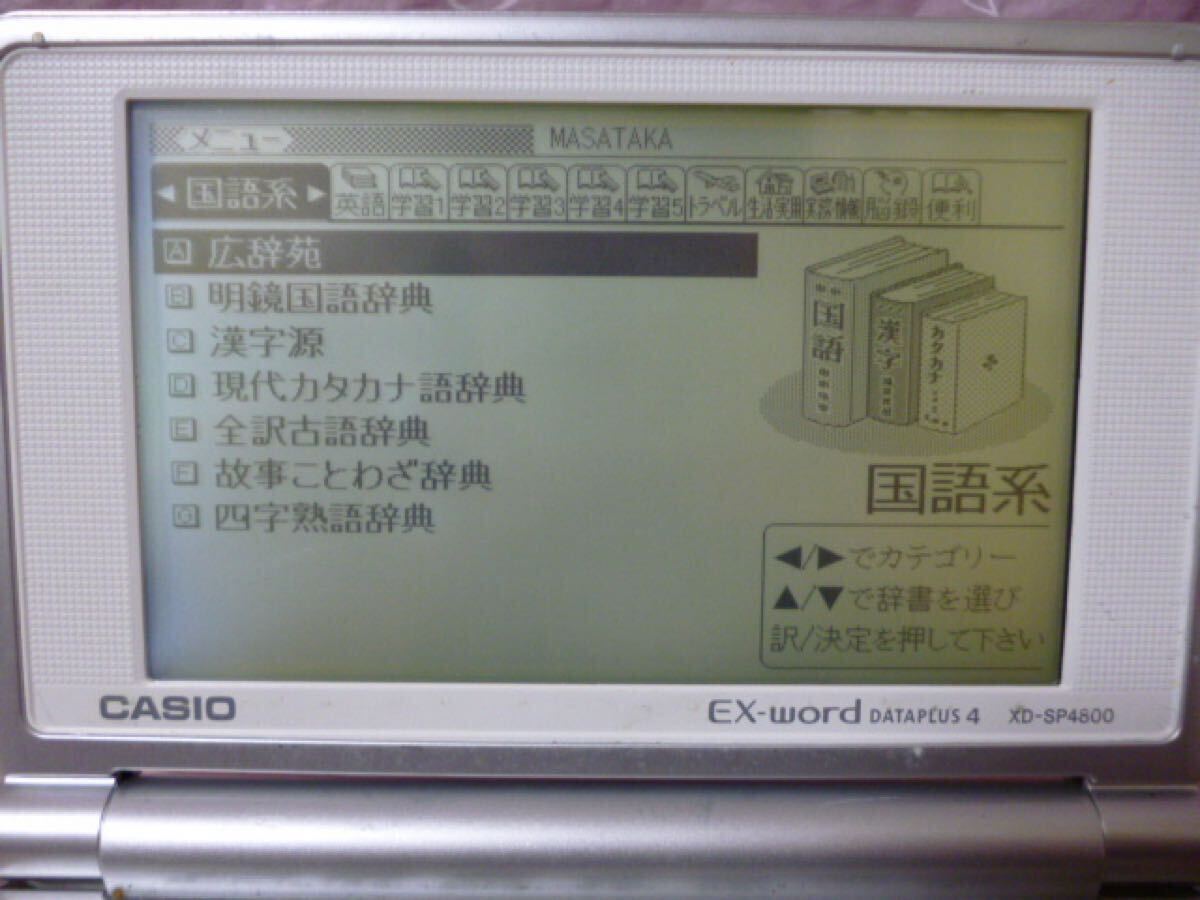 メニュー MASATAKA
国語系 英語 学習1 学習2 学習3 学習4 学習5 トラベル 生活実用 便利
A 広辞苑
B 明鏡国語辞典
C 漢字源
D 現代カタカナ語辞典
E 全訳古語辞典
F 故事ことわざ辞典
G 四字熟語辞典
国語
漢字
カタカナ
国語系
◀/▶でカテゴリー
▲/▼で辞書を選び
訳/決定を押して下さい
CASIO EX-word DATAPLUS 4 XD-SP4800